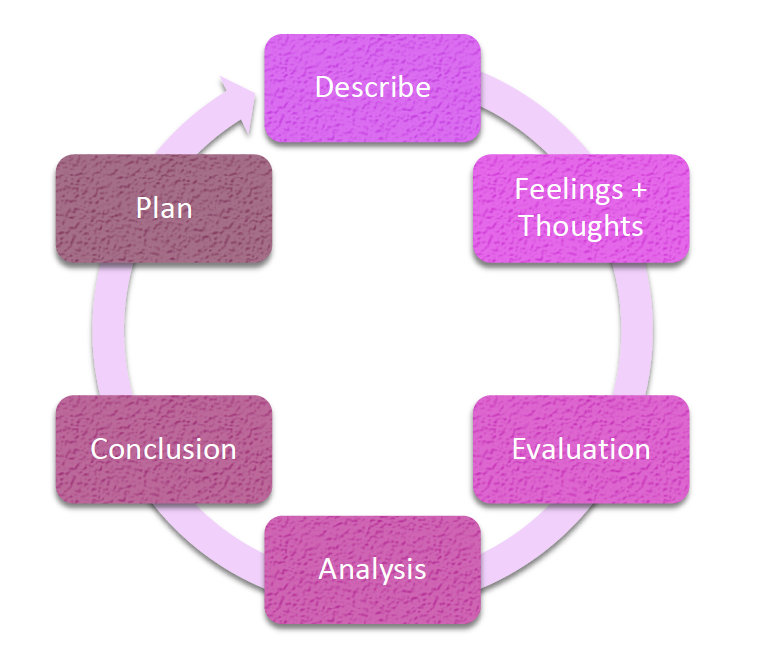 Describe
Feelings +
Thoughts
Evaluation
Analysis
Conclusion
Plan